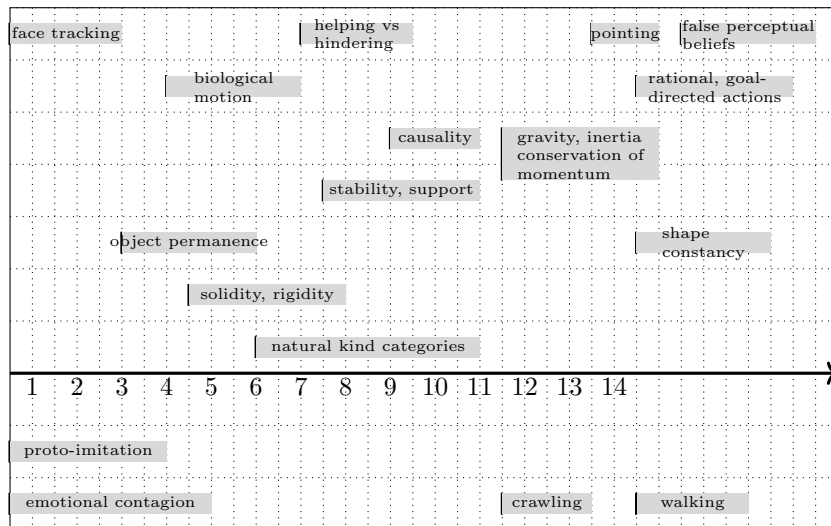 face tracking
helping vs
hindering
pointing
false perceptual
beliefs
biological
motion
rational, goal-
directed actions
causality
gravity, inertia
conservation of
momentum
stability, support
object permanence
shape
constancy
solidity, rigidity
natural kind categories
1 2 3 4 5 6 7 8 9 10 11 12 13 14
proto-imitation
emotional contagion
crawling
walking